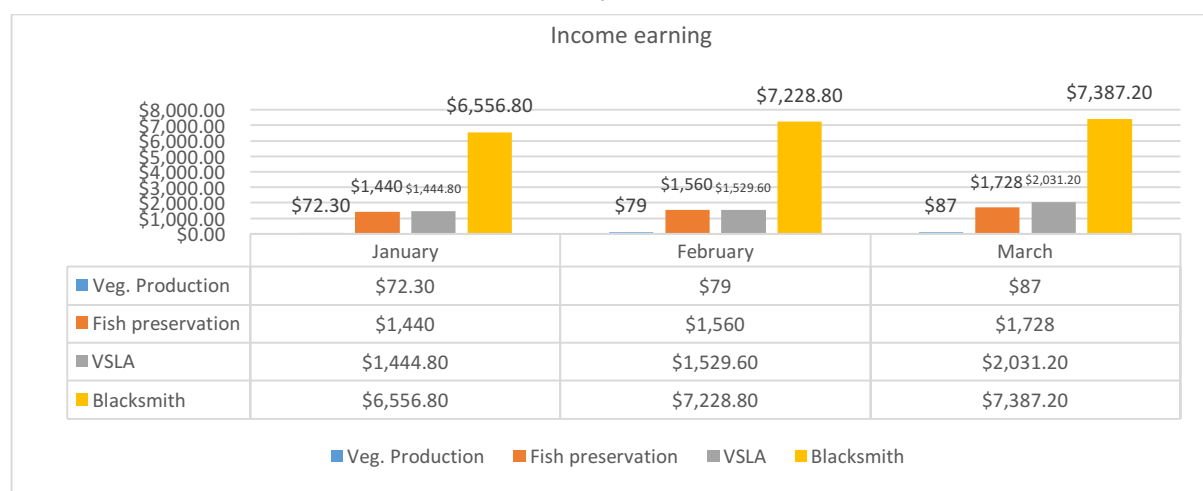 Income earning
$8,000.00
$7,000.00
$6,000.00
$5,000.00
$4,000.00
$3,000.00
$2,000.00
$1,000.00
$0.00
$72.30 $1,440 $1,444.80 $6,556.80
$79 $1,560 $1,529.60 $7,228.80
$87 $1,728 $2,031.20 $7,387.20
January February March
Veg. Production $72.30 $79 $87
Fish preservation $1,440 $1,560 $1,728
VSLA $1,444.80 $1,529.60 $2,031.20
Blacksmith $6,556.80 $7,228.80 $7,387.20
Veg. Production Fish preservation VSLA Blacksmith